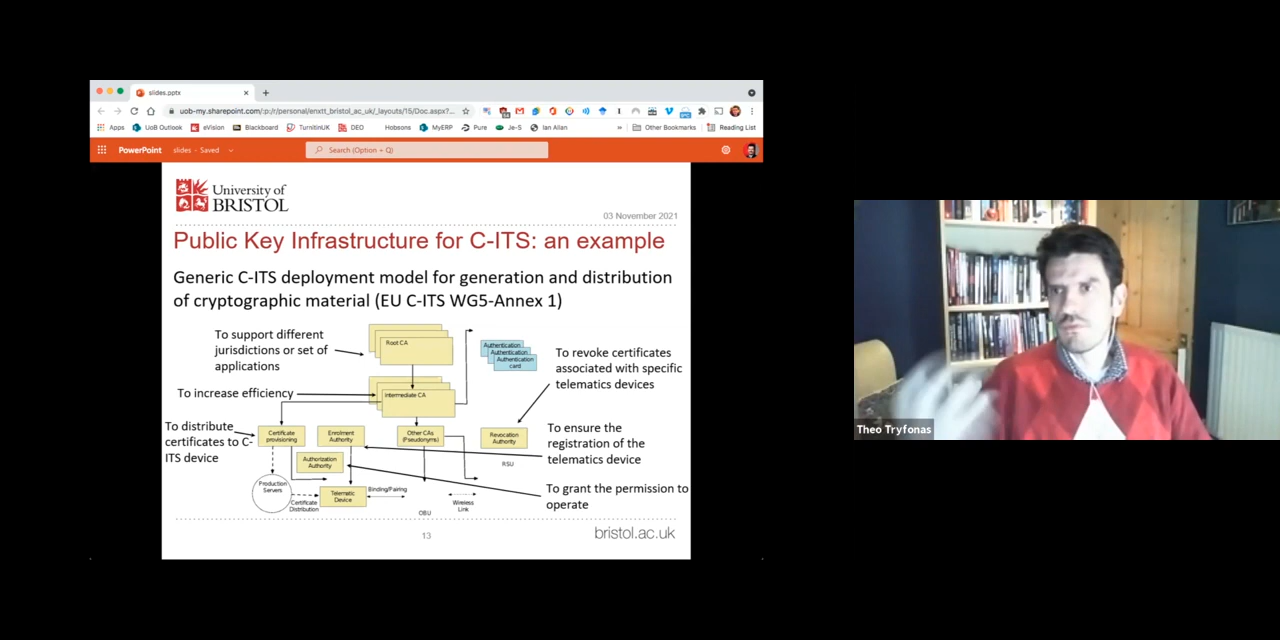 slides.pptx
uob-my.sharepoint.com/:p:/r/personal/enxtt_bristol_ac_uk/_layouts/15/Doc.aspx?...
Apps UoB Outlook eVision Blackboard TurnitinUK DEO Hobsons MyERP Pure Je-S Ian Allan » Other Bookmarks Reading List
PowerPoint slides - Saved Search (Option + Q)
University of
BRISTOL
03 November 2021
Public Key Infrastructure for C-ITS: an example
Generic C-ITS deployment model for generation and distribution
of cryptographic material (EU C-ITS WG5-Annex 1)
To support different
jurisdictions or set of
applications
Root CA
Authentication
Authentication
Authentication
card
To revoke certificates
associated with specific
telematics devices
To increase efficiency
Intermediate CA
To distribute
certificates to C-
ITS device
Certificate
provisioning
Enrolment
Authority
Other CAs
(Pseudonyms)
Revocation
Authority
To ensure the
registration of the
telematics device
Authorization
Authority
RSU
Production
Servers
Certificate
Distribution
Telematic
Device
Binding/Pairing
OBU
Wireless
Link
To grant the permission to
operate
13
bristol.ac.uk
Theo Tryfonas